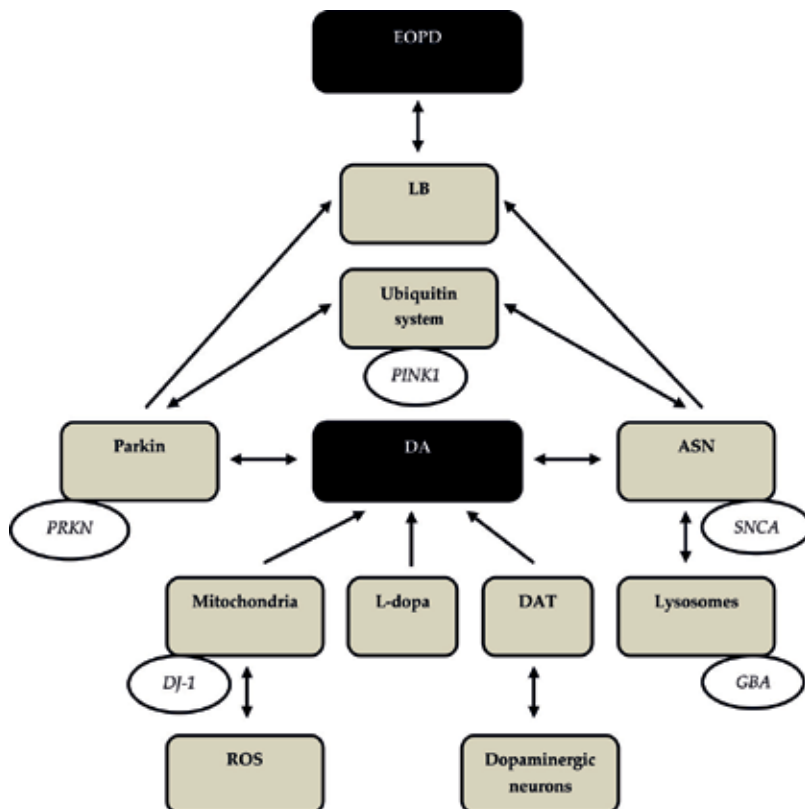 EOPD
LB
Ubiquitin
system
PINK1
Parkin
DA
ASN
PRKN
SNCA
Mitochondria
L-dopa
DAT
Lysosomes
DJ-1
GBA
ROS
Dopaminergic
neurons